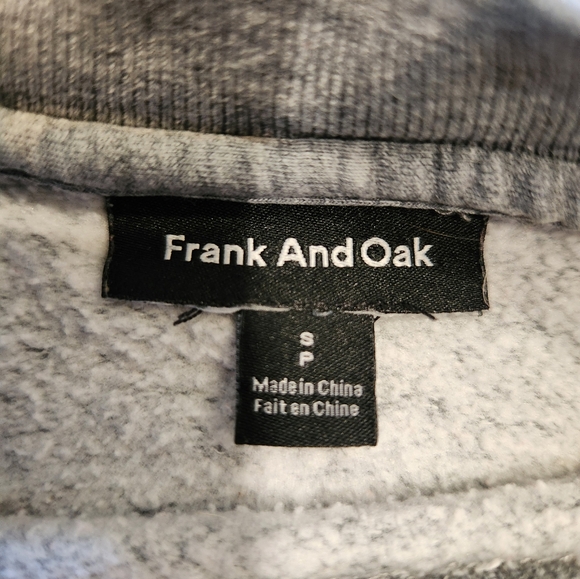 Frank And Oak
S
P
Made in China
Fait en Chine